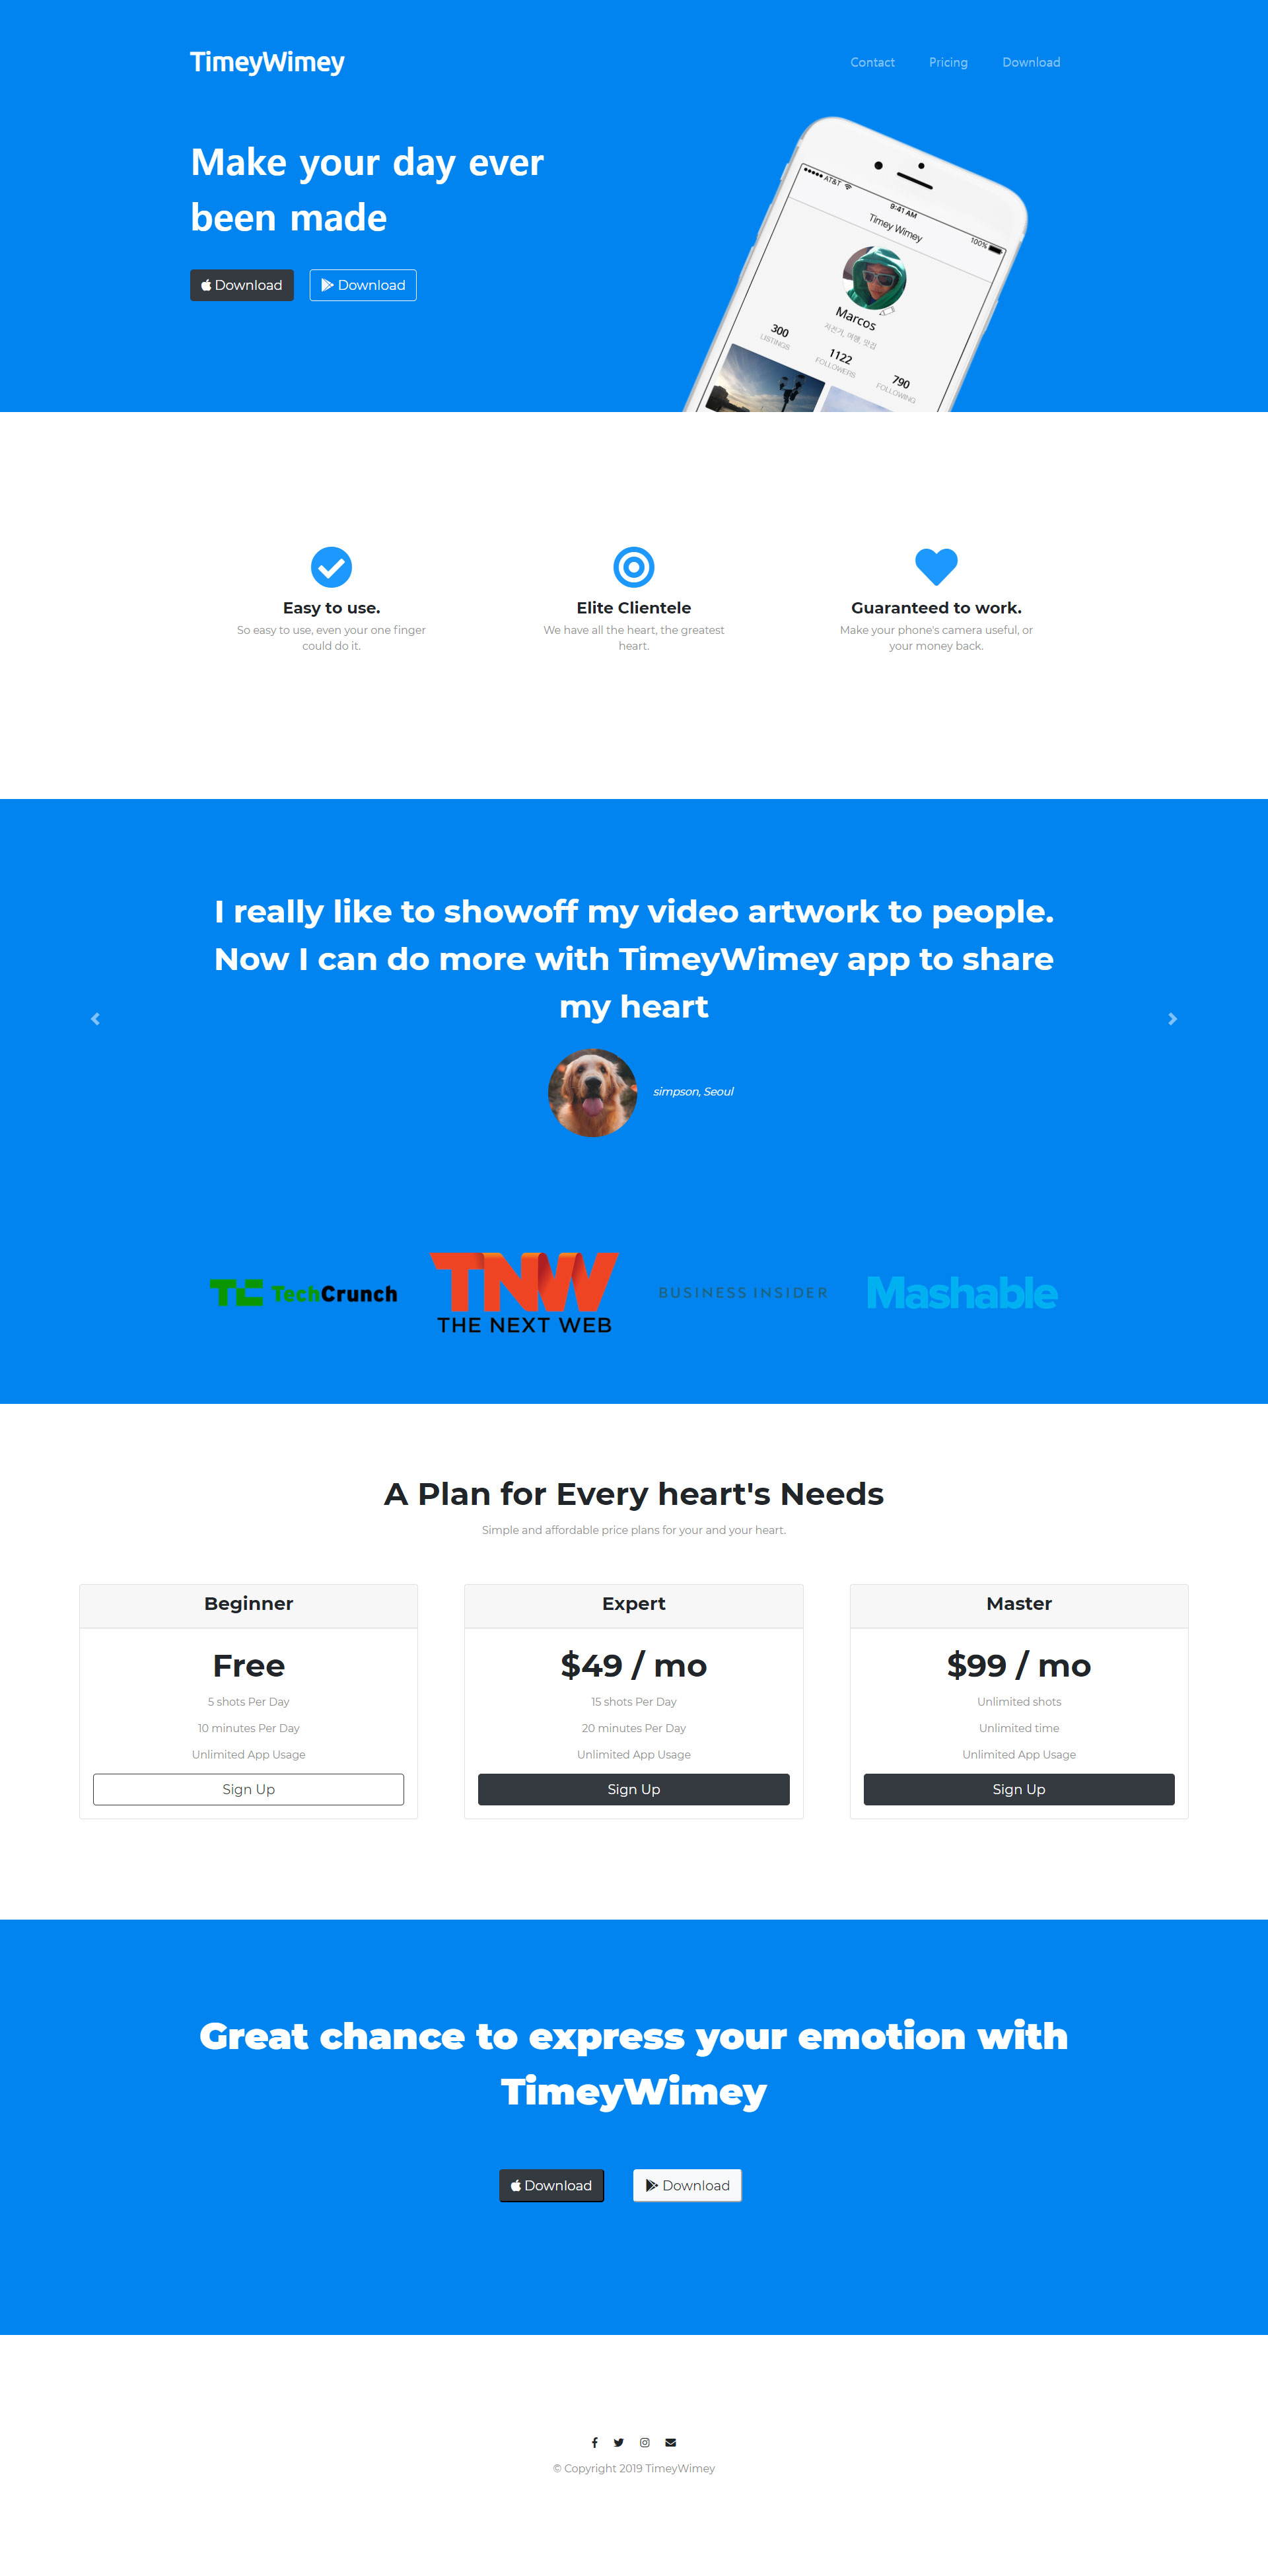 TimeyWimey
Contact
Pricing
Download
Make your day ever
been made
Download
Download
AT&T
9:41 AM
100%
Timey Wimey
Marcos
자전거, 여행, 맛집
300
LISTINGS
1122
FOLLOWERS
790
FOLLOWING
Easy to use.
So easy to use, even your one finger
could do it.
Elite Clientele
We have all the heart, the greatest
heart.
Guaranteed to work.
Make your phone's camera useful, or
your money back.
I really like to showoff my video artwork to people.
Now I can do more with TimeyWimey app to share
my heart
simpson, Seoul
TC TechCrunch
TNW
THE NEXT WEB
BUSINESS INSIDER
Mashable
A Plan for Every heart's Needs
Simple and affordable price plans for your and your heart.
Beginner
Free
5 shots Per Day
10 minutes Per Day
Unlimited App Usage
Sign Up
Expert
$49 / mo
15 shots Per Day
20 minutes Per Day
Unlimited App Usage
Sign Up
Master
$99 / mo
Unlimited shots
Unlimited time
Unlimited App Usage
Sign Up
Great chance to express your emotion with
TimeyWimey
Download
Download
© Copyright 2019 TimeyWimey